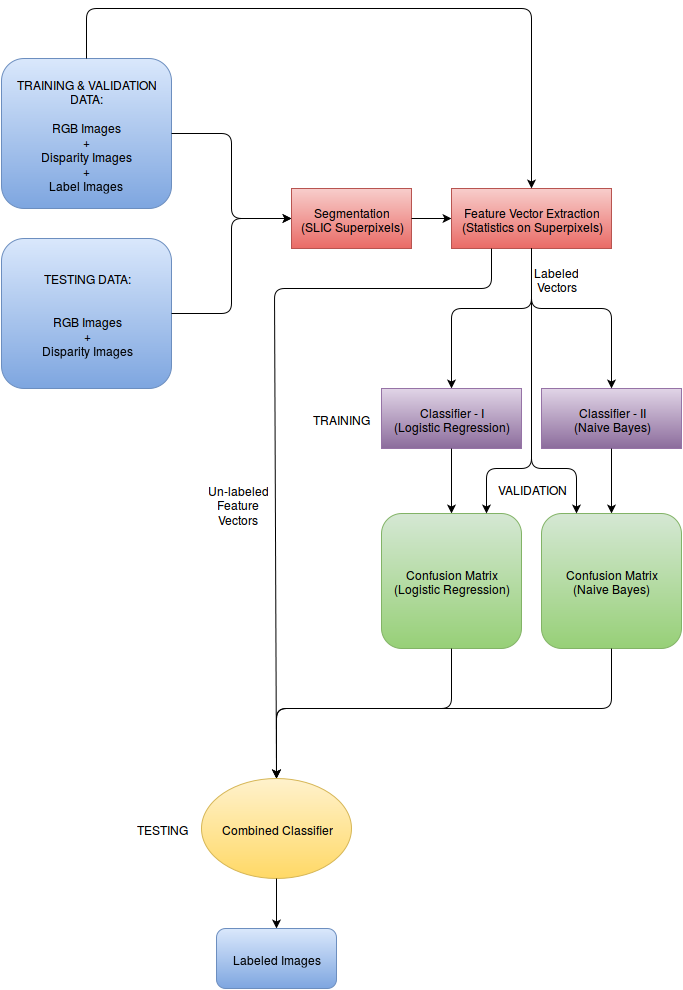 TRAINING & VALIDATION
DATA:
RGB Images
+
Disparity Images
+
Label Images
TESTING DATA:
RGB Images
+
Disparity Images
Segmentation
(SLIC Superpixels)
Feature Vector Extraction
(Statistics on Superpixels)
Labeled
Vectors
TRAINING
Classifier - I
(Logistic Regression)
Classifier - II
(Naive Bayes)
Un-labeled
Feature
Vectors
VALIDATION
Confusion Matrix
(Logistic Regression)
Confusion Matrix
(Naive Bayes)
TESTING
Combined Classifier
Labeled Images